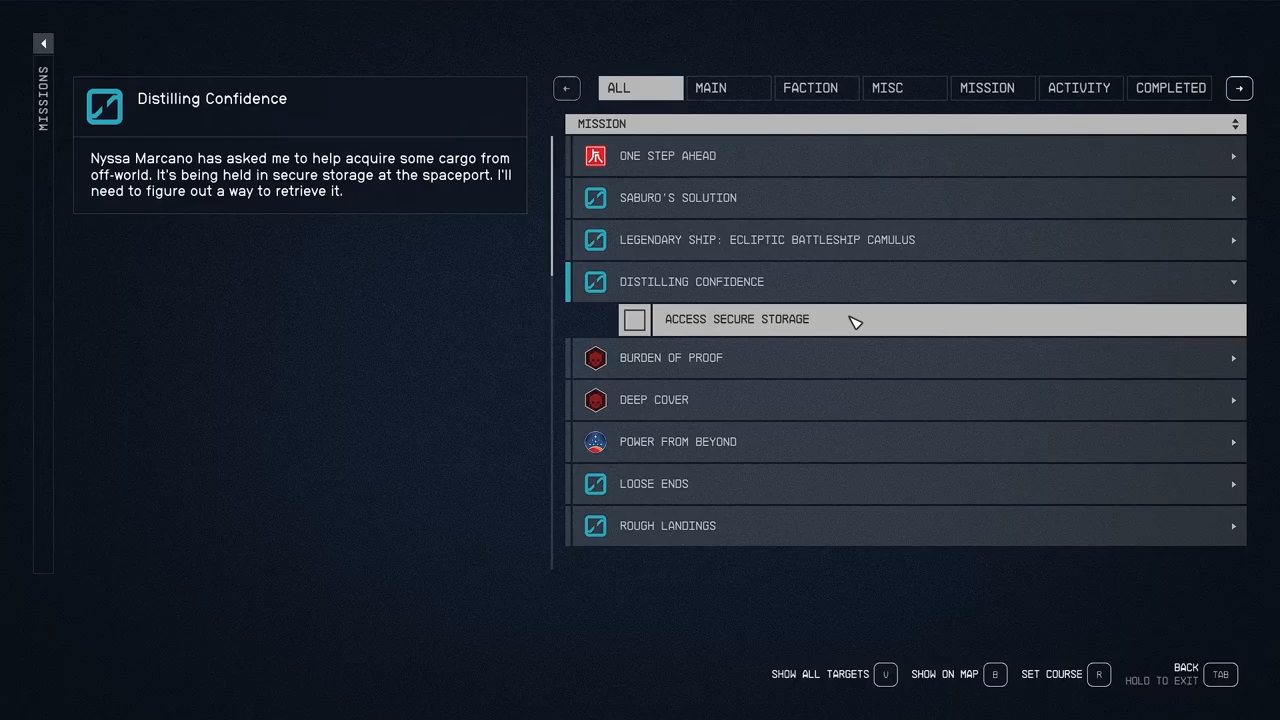 MISSIONS
Distilling Confidence
Nyssa Marcano has asked me to help acquire some cargo from
off-world. It's being held in secure storage at the spaceport. I'll
need to figure out a way to retrieve it.
ALL MAIN FACTION MISC MISSION ACTIVITY COMPLETED
MISSION
ONE STEP AHEAD
SABURO'S SOLUTION
LEGENDARY SHIP: ECLIPTIC BATTLESHIP CAMULUS
DISTILLING CONFIDENCE
ACCESS SECURE STORAGE
BURDEN OF PROOF
DEEP COVER
POWER FROM BEYOND
LOOSE ENDS
ROUGH LANDINGS
SHOW ALL TARGETS V SHOW ON MAP B SET COURSE R BACK TAB
HOLD TO EXIT